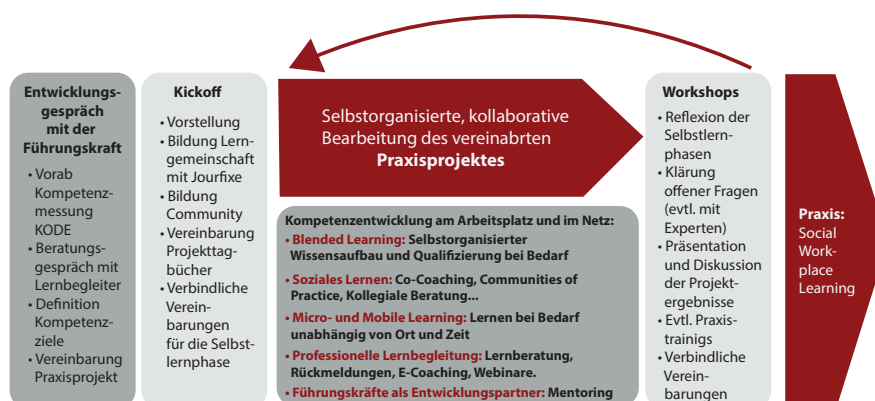 Entwicklungs-
gespräch
mit der
Führungskraft
• Vorab
Kompetenz-
messung
KODE
• Beratungs-
gespräch mit
Lernbegleiter
• Definition
Kompetenz-
ziele
• Vereinbarung
Praxisprojekt
Kickoff
• Vorstellung
• Bildung Lern-
gemeinschaft
mit Jourfixe
• Bildung
Community
• Vereinbarung
Projekttag-
bücher
• Verbindliche
Verein-
barungen
für die Selbst-
lernphase
Selbstorganisierte, kollaborative
Bearbeitung des vereinabrten
Praxisprojektes
Kompetenzentwicklung am Arbeitsplatz und im Netz:
• Blended Learning: Selbstorganisierter
Wissensaufbau und Qualifizierung bei Bedarf
• Soziales Lernen: Co-Coaching, Communities of
Practice, Kollegiale Beratung...
• Micro- und Mobile Learning: Lernen bei Bedarf
unabhängig von Ort und Zeit
• Professionelle Lernbegleitung: Lernberatung,
Rückmeldungen, E-Coaching, Webinare.
• Führungskräfte als Entwicklungspartner: Mentoring
Workshops
• Reflexion der
Selbstlern-
phasen
• Klärung
offener Fragen
(evtl. mit
Experten)
• Präsentation
und Diskussion
der Projekt-
ergebnisse
• Evtl. Praxis-
trainigs
• Verbindliche
Verein-
barungen
Praxis:
Social
Work-
place
Learning